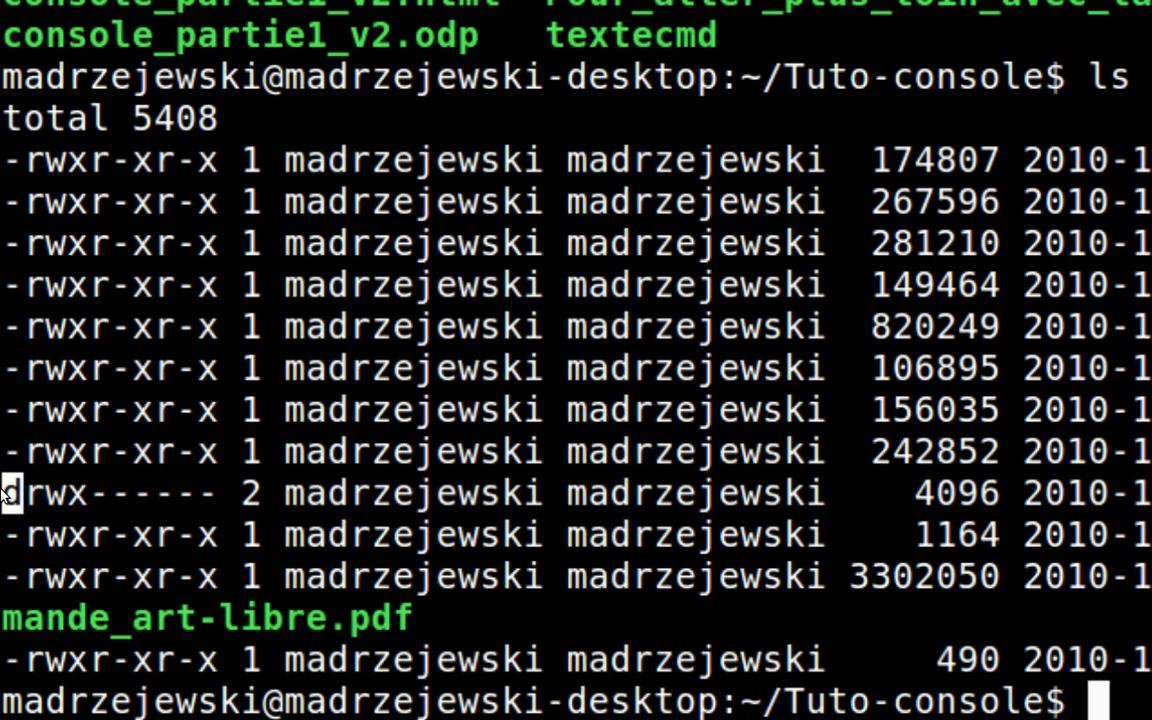 console_partie1_v2.html Pour_aller_plus_loin_avec_la
console_partie1_v2.odp textecmd
madrzejewski@madrzejewski-desktop:~/Tuto-console$ ls
total 5408
-rwxr-xr-x 1 madrzejewski madrzejewski 174807 2010-1
-rwxr-xr-x 1 madrzejewski madrzejewski 267596 2010-1
-rwxr-xr-x 1 madrzejewski madrzejewski 281210 2010-1
-rwxr-xr-x 1 madrzejewski madrzejewski 149464 2010-1
-rwxr-xr-x 1 madrzejewski madrzejewski 820249 2010-1
-rwxr-xr-x 1 madrzejewski madrzejewski 106895 2010-1
-rwxr-xr-x 1 madrzejewski madrzejewski 156035 2010-1
-rwxr-xr-x 1 madrzejewski madrzejewski 242852 2010-1
drwx------ 2 madrzejewski madrzejewski 4096 2010-1
-rwxr-xr-x 1 madrzejewski madrzejewski 1164 2010-1
-rwxr-xr-x 1 madrzejewski madrzejewski 3302050 2010-1
mande_art-libre.pdf
-rwxr-xr-x 1 madrzejewski madrzejewski 490 2010-1
madrzejewski@madrzejewski-desktop:~/Tuto-console$